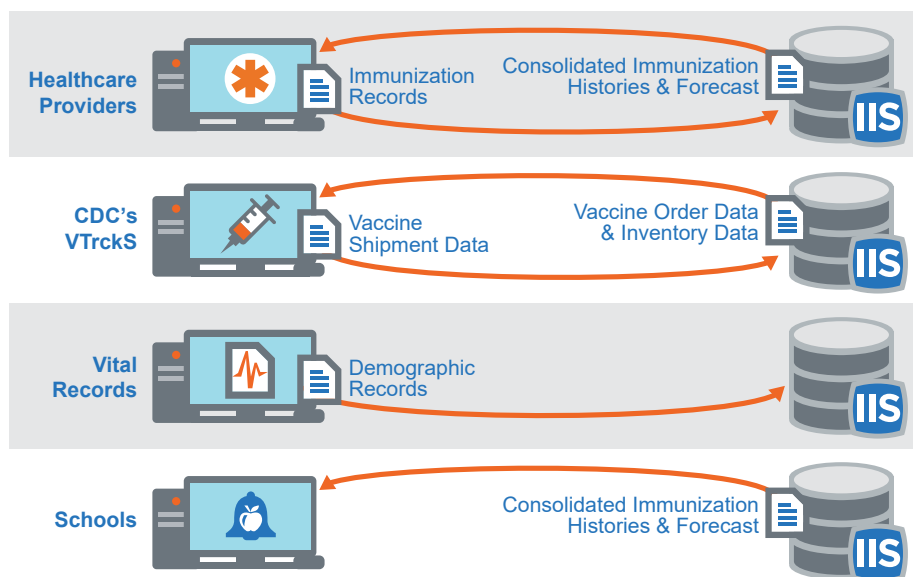 Healthcare
Providers
Immunization
Records
Consolidated Immunization
Histories & Forecast
IIS
CDC's
VTrckS
Vaccine
Shipment Data
Vaccine Order Data
& Inventory Data
IIS
Vital
Records
Demographic
Records
IIS
Schools
Consolidated Immunization
Histories & Forecast
IIS